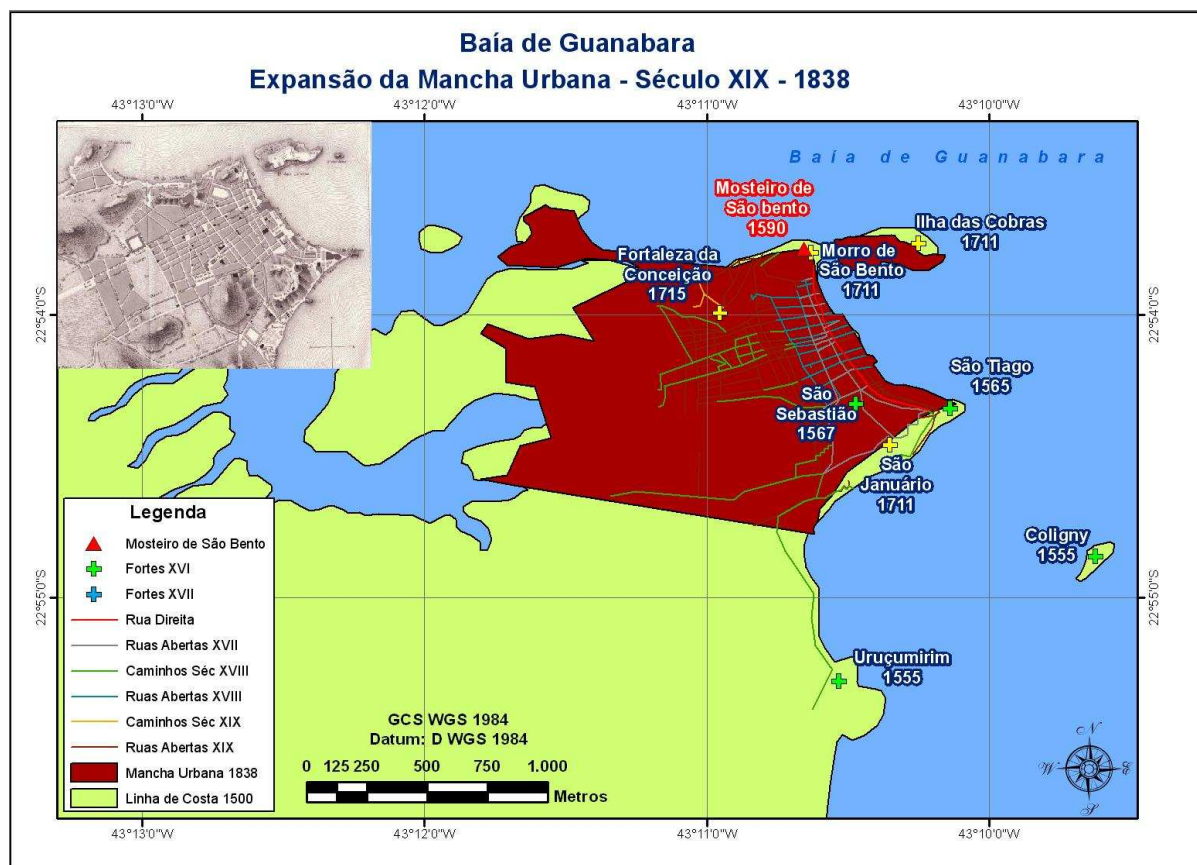 Baía de Guanabara
Expansão da Mancha Urbana - Século XIX - 1838
43°13'0"W
43°12'0"W
43°11'0"W
43°10'0"W
Baía de Guanabara
Mosteiro de
São bento
1590
Ilha das Cobras
1711
Fortaleza da
Conceição
1715
Morro de
São Bento
1711
22°54'0"S
22°54'0"S
São Tiago
1565
São
Sebastião
1567
São
Januário
1711
Coligny
1555
22°55'0"S
22°55'0"S
Uruçumirim
1555
Legenda
Mosteiro de São Bento
Fortes XVI
Fortes XVII
Rua Direita
Ruas Abertas XVII
Caminhos Séc XVIII
Ruas Abertas XVIII
Caminhos Séc XIX
Ruas Abertas XIX
Mancha Urbana 1838
Linha de Costa 1500
GCS WGS 1984
Datum: D WGS 1984
0 125 250 500 750 1.000
Metros
N
W
E
S
43°13'0"W
43°12'0"W
43°11'0"W
43°10'0"W